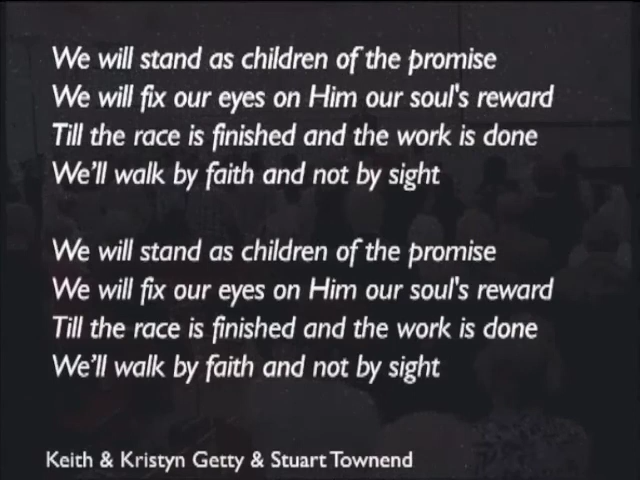 We will stand as children of the promise
We will fix our eyes on Him our soul's reward
Till the race is finished and the work is done
We'll walk by faith and not by sight
We will stand as children of the promise
We will fix our eyes on Him our soul's reward
Till the race is finished and the work is done
We'll walk by faith and not by sight
Keith & Kristyn Getty & Stuart Townend